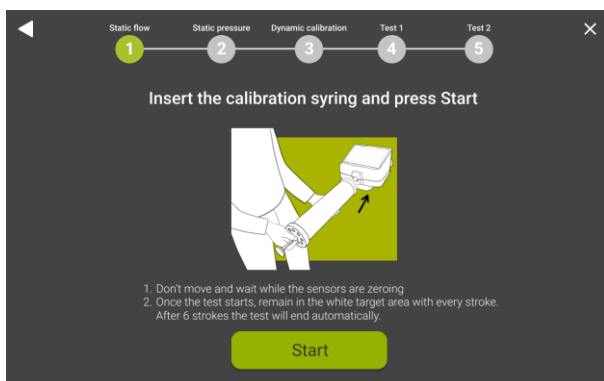 Static flow Static pressure Dynamic calibration Test 1 Test 2
1 2 3 4 5
Insert the calibration syring and press Start
1. Don't move and wait while the sensors are zeroing
2. Once the test starts, remain in the white target area with every stroke.
After 6 strokes the test will end automatically.
Start